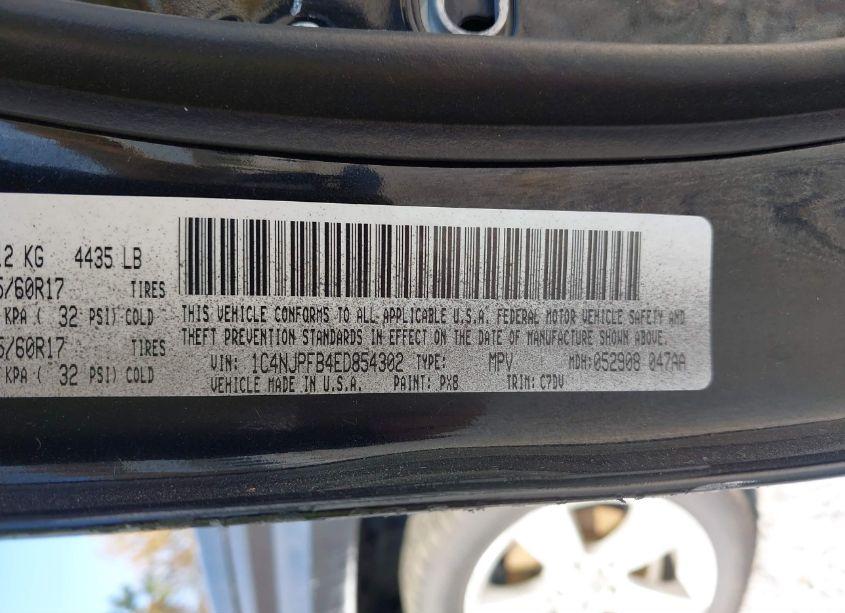 12 KG 4435 LB
5/60R17 TIRES
KPA ( 32 PSI) COLD
5/60R17 TIRES
KPA ( 32 PSI) COLD
THIS VEHICLE CONFORMS TO ALL APPLICABLE U.S.A. FEDERAL MOTOR VEHICLE SAFETY AND
THEFT PREVENTION STANDARDS IN EFFECT ON THE DATE OF MANUFACTURE SHOWN ABOVE.
VIN: 1C4NJPFB4ED854302 TYPE: MPV MDH:052908 047AA
VEHICLE MADE IN U.S.A. PAINT: PX8 TRIM: C7DV